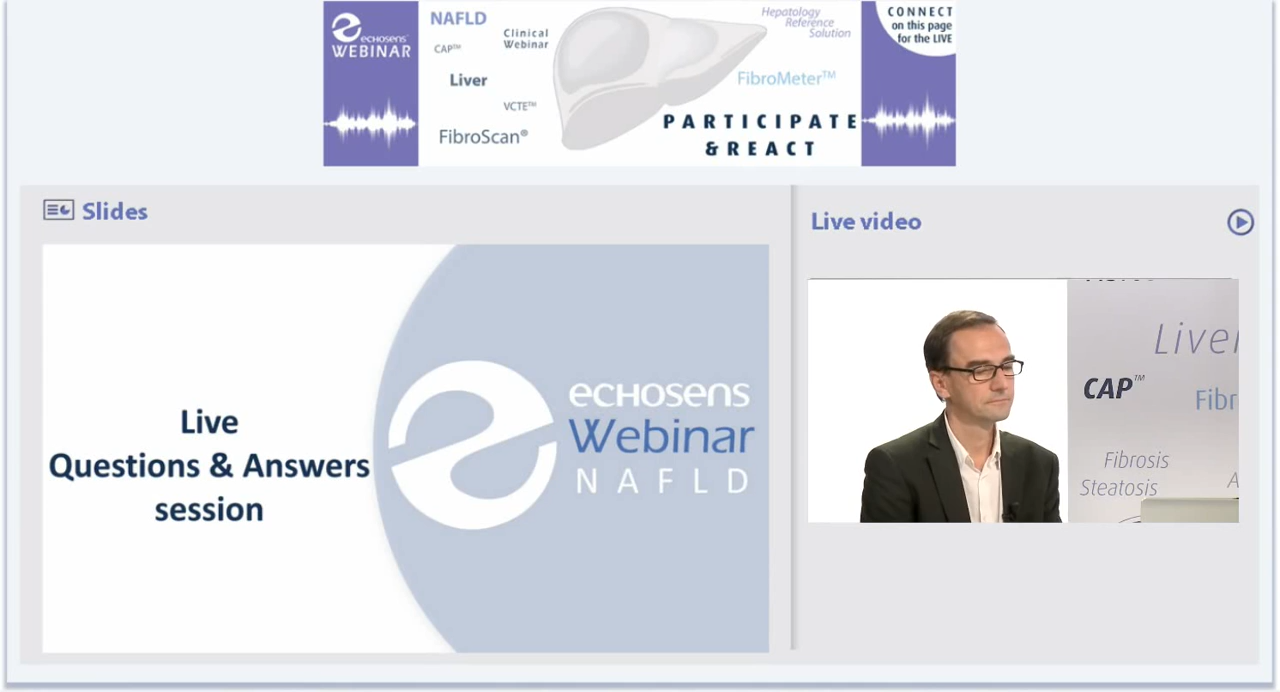 echosens
WEBINAR
NAFLD
CAP™
Clinical
Webinar
Liver
VCTE™
FibroScan®
Hepatology
Reference
Solution
FibroMeter™
PARTICIPATE
&REACT
CONNECT
on this page
for the LIVE
Slides
Live
Questions & Answers
session
echosens
Webinar
NAFLD
Live video
Liver
CAP™
Fibr
Fibrosis
Steatosis
A